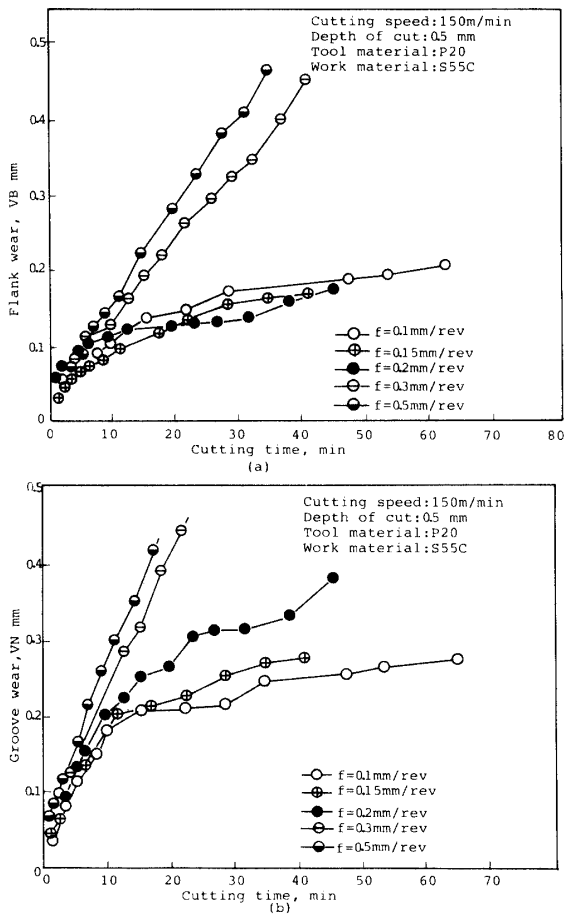 Cutting speed:150m/min
Depth of cut:0.5 mm
Tool material:P20
Work material:S55C
0.5
0.4
0.3
0.2
0.1
0
Flank wear, VB mm
f=0.1mm/rev
f=0.15mm/rev
f=0.2mm/rev
f=0.3mm/rev
f=0.5mm/rev
0 10 20 30 40 50 60 70 80
Cutting time, min
(a)
Cutting speed:150m/min
Depth of cut:0.5 mm
Tool material:P20
Work material:S55C
0.5
0.4
0.3
0.2
0.1
0
Groove wear,VN mm
f=0.1mm/rev
f=0.15mm/rev
f=0.2mm/rev
f=0.3mm/rev
f=0.5mm/rev
0 10 20 30 40 50 60 70
Cutting time, min
(b)